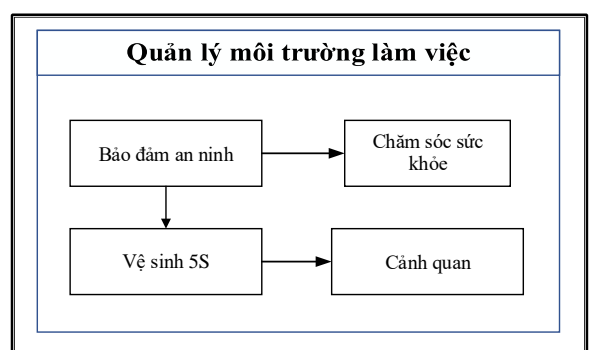 Quản lý môi trường làm việc
Bảo đảm an ninh
Chăm sóc sức
khỏe
Vệ sinh 5S
Cảnh quan